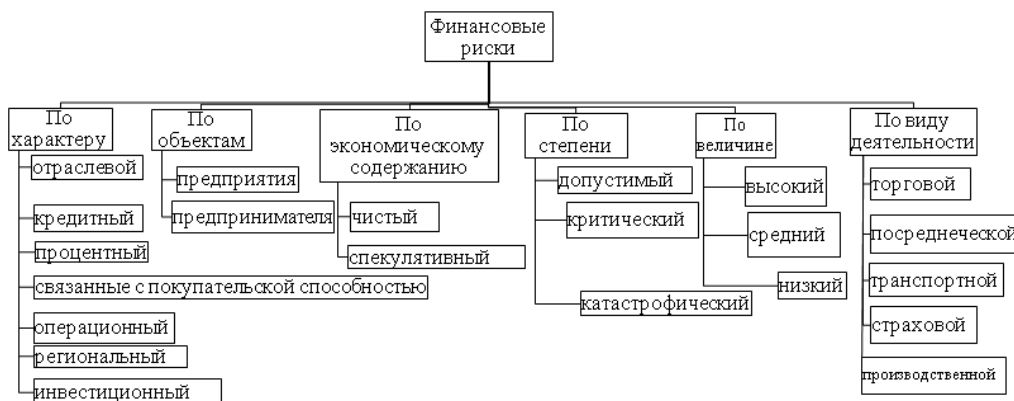 Финансовые
риски
По
характеру
отраслевой
кредитный
процентный
связанные с покупательской способностью
операционный
региональный
инвестиционный
По
объектам
предприятия
предпринимателя
По
экономическому
содержанию
чистый
спекулятивный
По
степени
допустимый
критический
катастрофический
По
величине
высокий
средний
низкий
По виду
деятельности
торговой
посреднеческой
транспортной
страховой
производственной